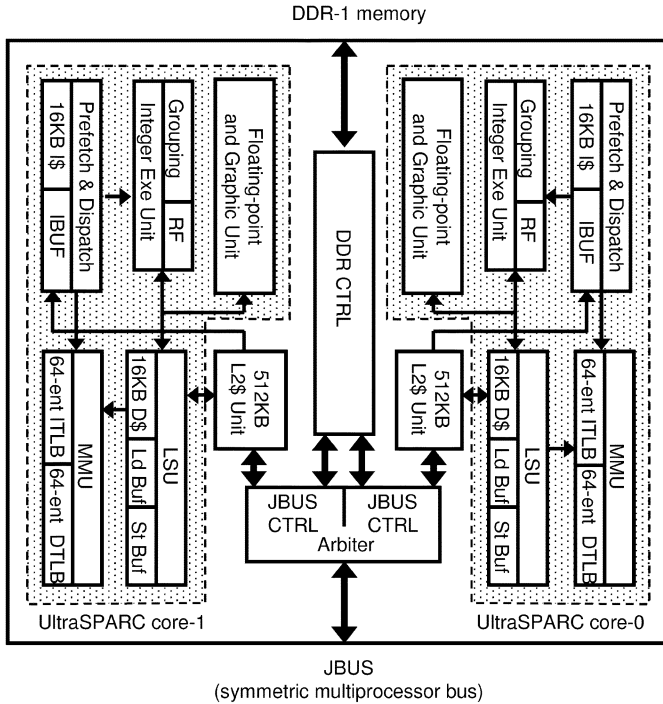 DDR-1 memory
Prefetch & Dispatch
16KB I$
IBUF
Grouping
RF
Integer Exe Unit
Floating-point
and Graphic Unit
MMU
64-ent ITLB
64-ent DTLB
LSU
16KB D$
Ld Buf
St Buf
512KB
L2$ Unit
UltraSPARC core-1
DDR CTRL
JBUS
CTRL
JBUS
CTRL
Arbiter
Floating-point
and Graphic Unit
Grouping
RF
Integer Exe Unit
Prefetch & Dispatch
16KB I$
IBUF
512KB
L2$ Unit
LSU
16KB D$
Ld Buf
St Buf
MMU
64-ent ITLB
64-ent DTLB
UltraSPARC core-0
JBUS
(symmetric multiprocessor bus)